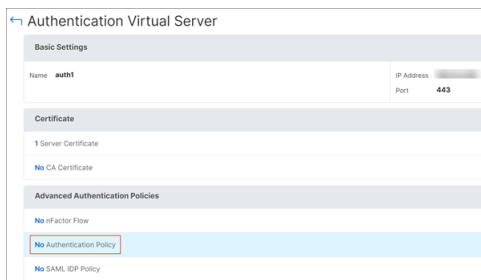 Authentication Virtual Server
Basic Settings
Name auth1
IP Address
Port 443
Certificate
1 Server Certificate
No CA Certificate
Advanced Authentication Policies
No nFactor Flow
No Authentication Policy
No SAML IDP Policy